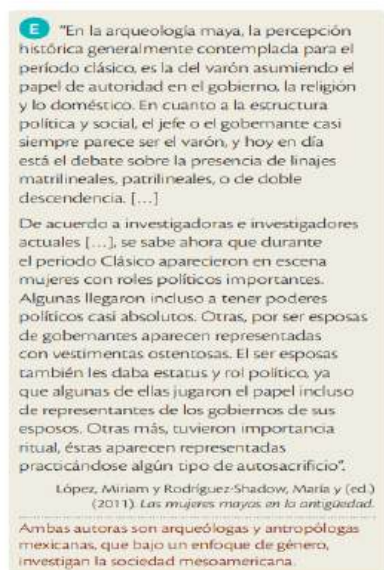 E "En la arqueología maya, la percepción
histórica generalmente contemplada para el
período clásico, es la del varón asumiendo el
papel de autoridad en el gobierno, la religión
y lo doméstico. En cuanto a la estructura
política y social, el jefe o el gobernante casi
siempre parece ser el varón, y hoy en día
está el debate sobre la presencia de linajes
matrilineales, patrilineales, o de doble
descendencia. [...]
De acuerdo a investigadoras e investigadores
actuales [...], se sabe ahora que durante
el periodo Clásico aparecieron en escena
mujeres con roles políticos importantes.
Algunas llegaron incluso a tener poderes
políticos casi absolutos. Otras, por ser esposas
de gobernantes aparecen representadas
con vestimentas ostentosas. El ser esposas
también les daba estatus y rol político, ya
que algunas de ellas jugaron el papel incluso
de representantes de los gobiernos de sus
esposos. Otras más, tuvieron importancia
ritual, éstas aparecen representadas
practicándose algún tipo de autosacrificio".
López, Miriam y Rodríguez-Shadow, María y (ed.)
(2011). Las mujeres mayas en la antigüedad.
Ambas autoras son arqueólogas y antropólogas
mexicanas, que bajo un enfoque de género,
investigan la sociedad mesoamericana.